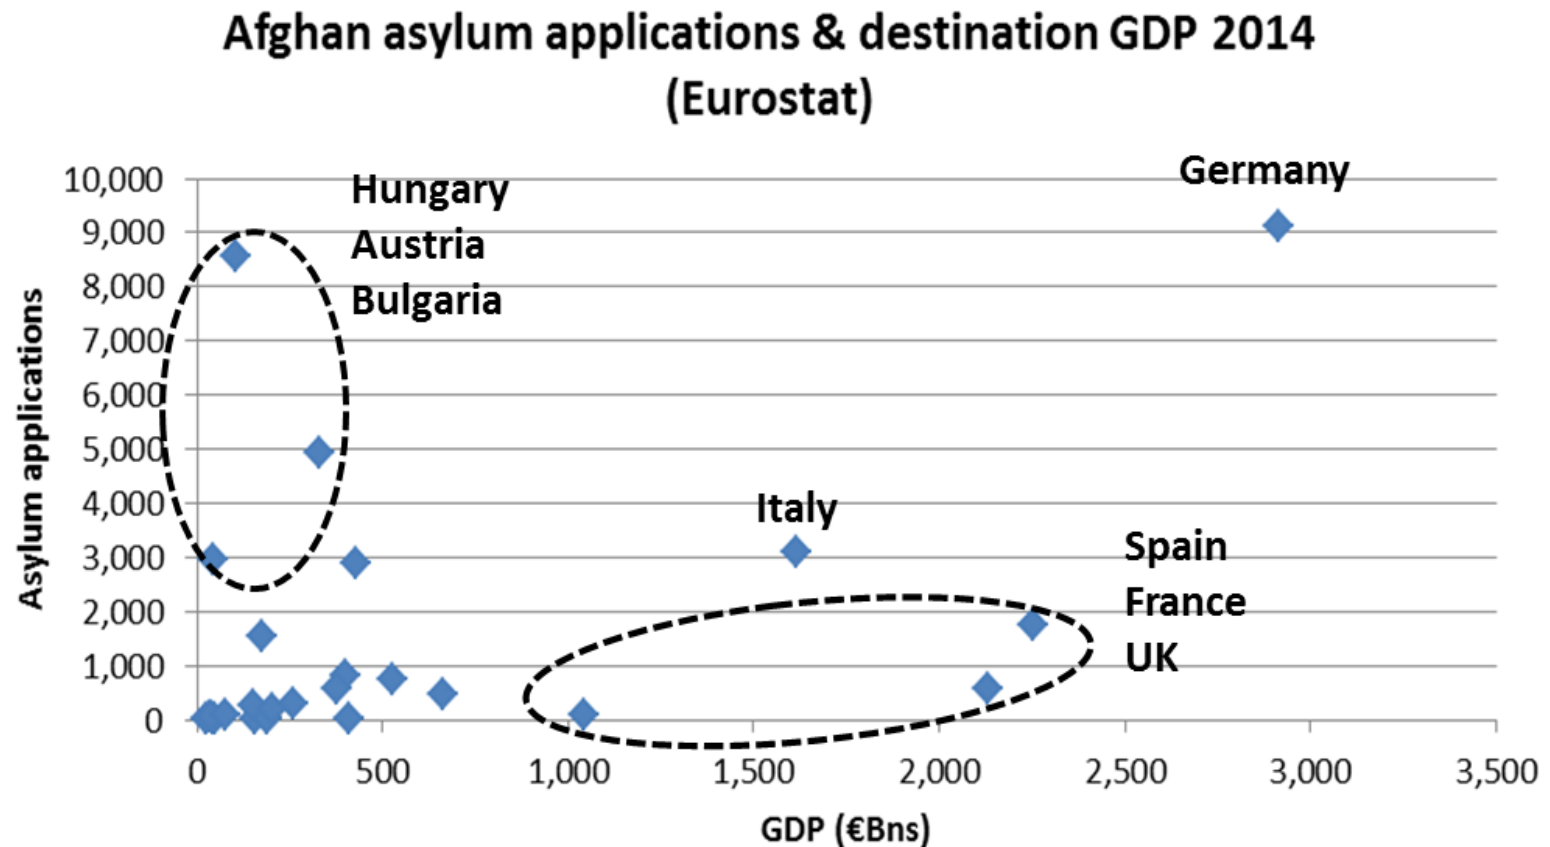 Afghan asylum applications & destination GDP 2014
(Eurostat)
Asylum applications
10,000
9,000
8,000
7,000
6,000
5,000
4,000
3,000
2,000
1,000
0
Hungary
Austria
Bulgaria
Germany
Italy
Spain
France
UK
0
500
1,000
1,500
2,000
2,500
3,000
3,500
GDP (€Bns)